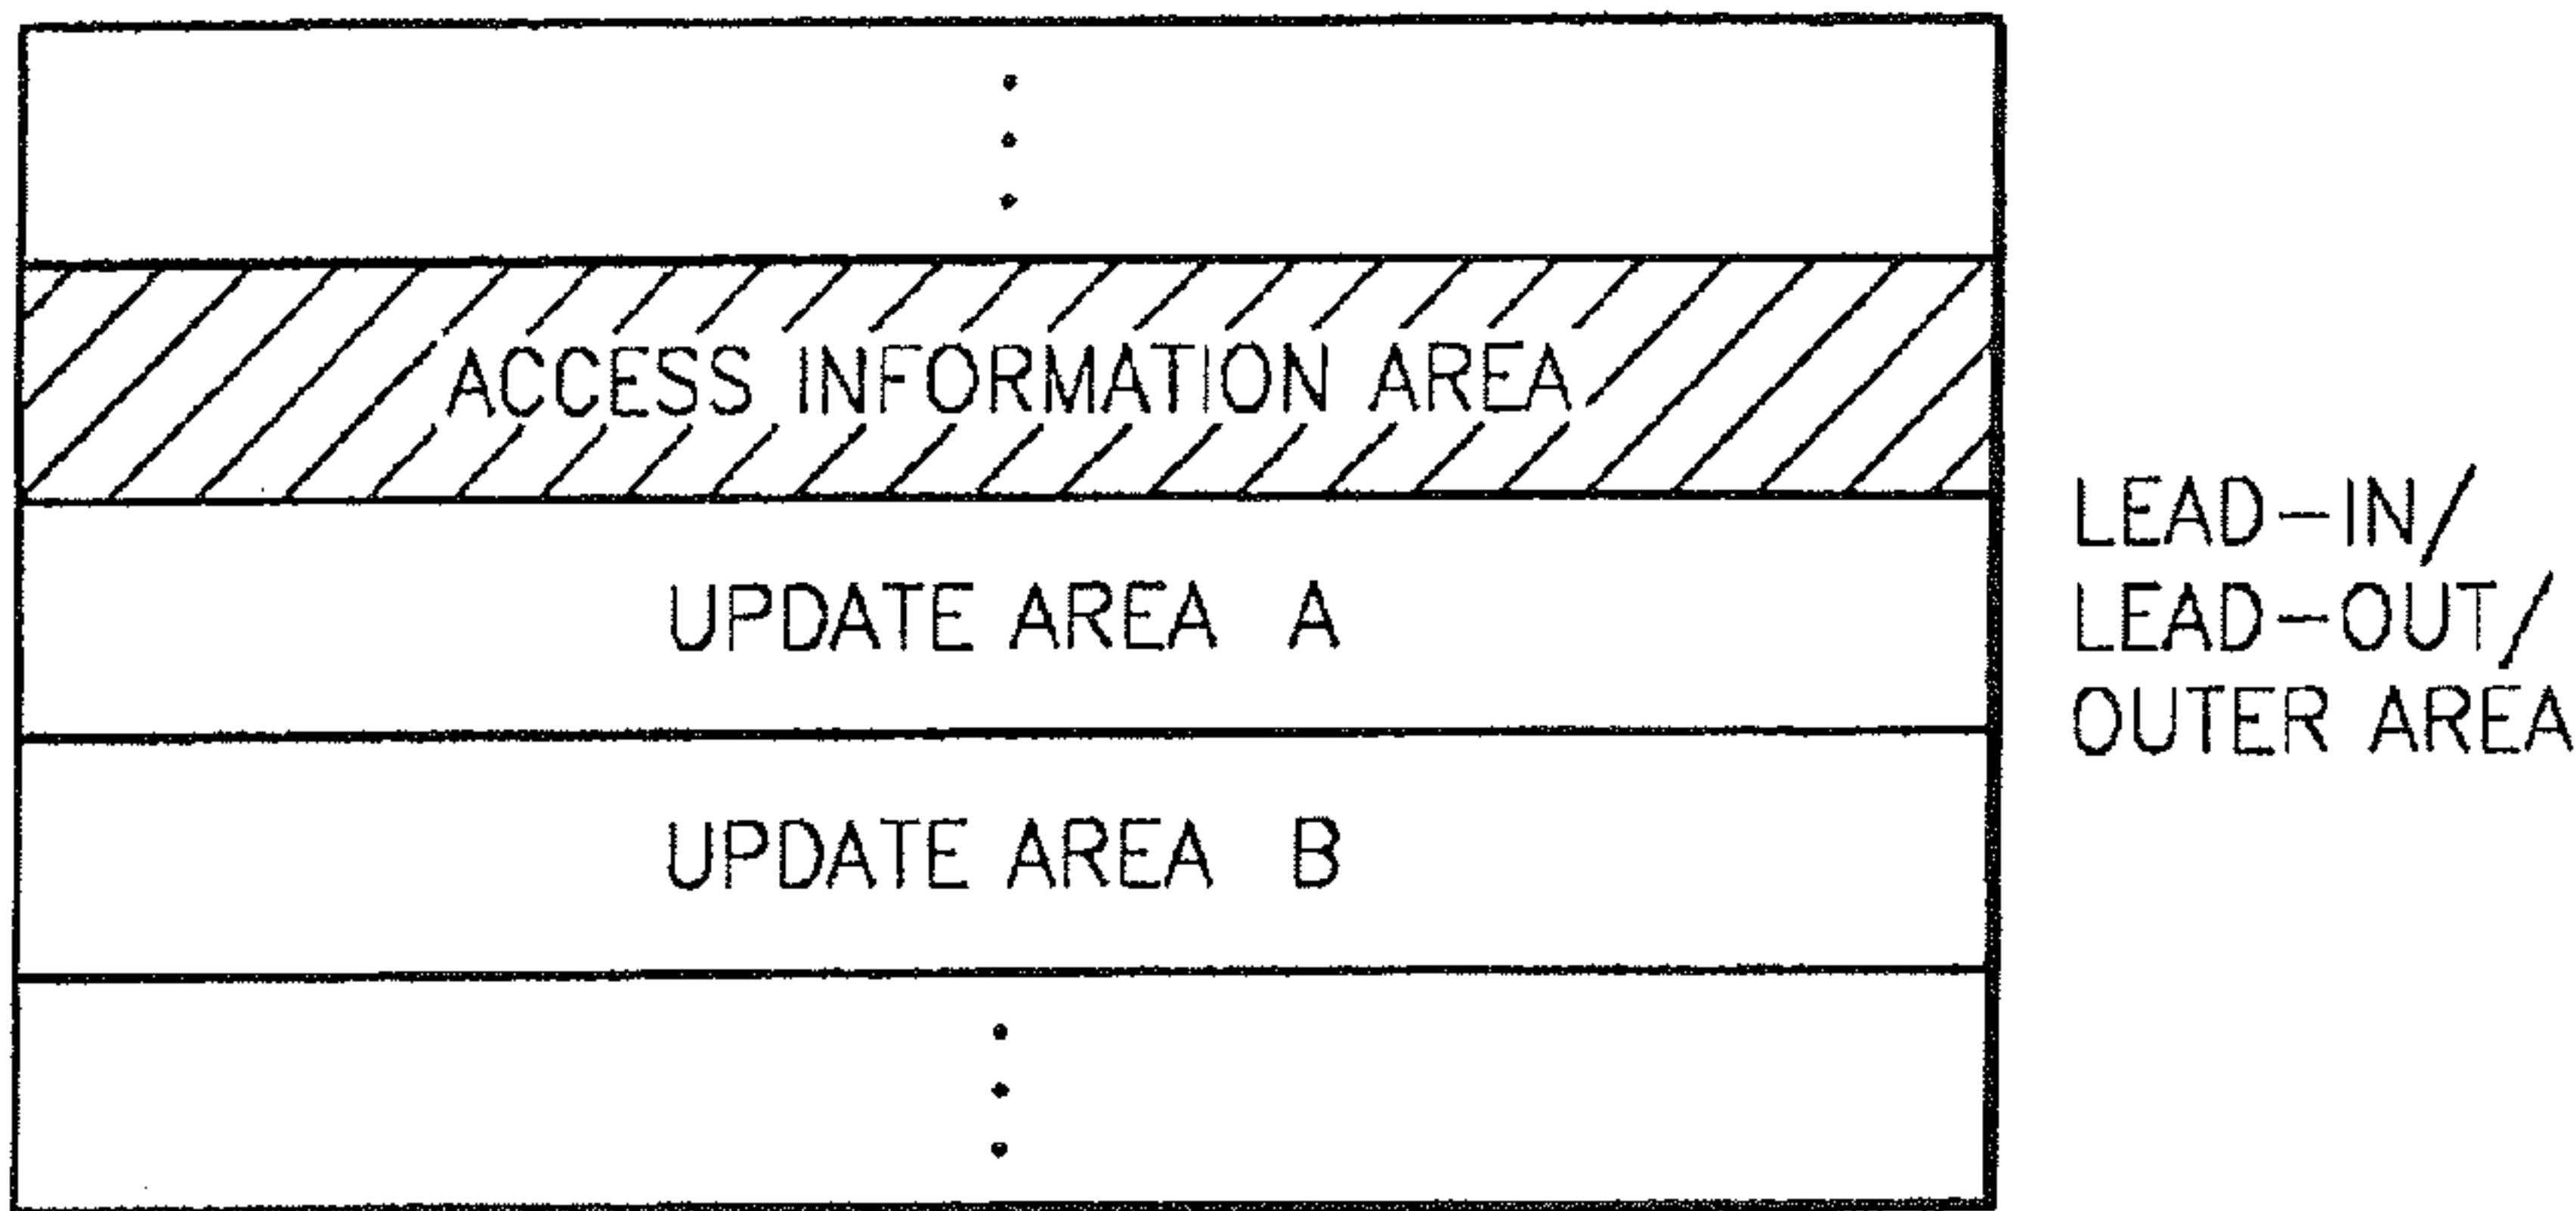 ACCESS INFORMATION AREA
UPDATE AREA A
UPDATE AREA B
LEAD-IN/
LEAD-OUT/
OUTER AREA